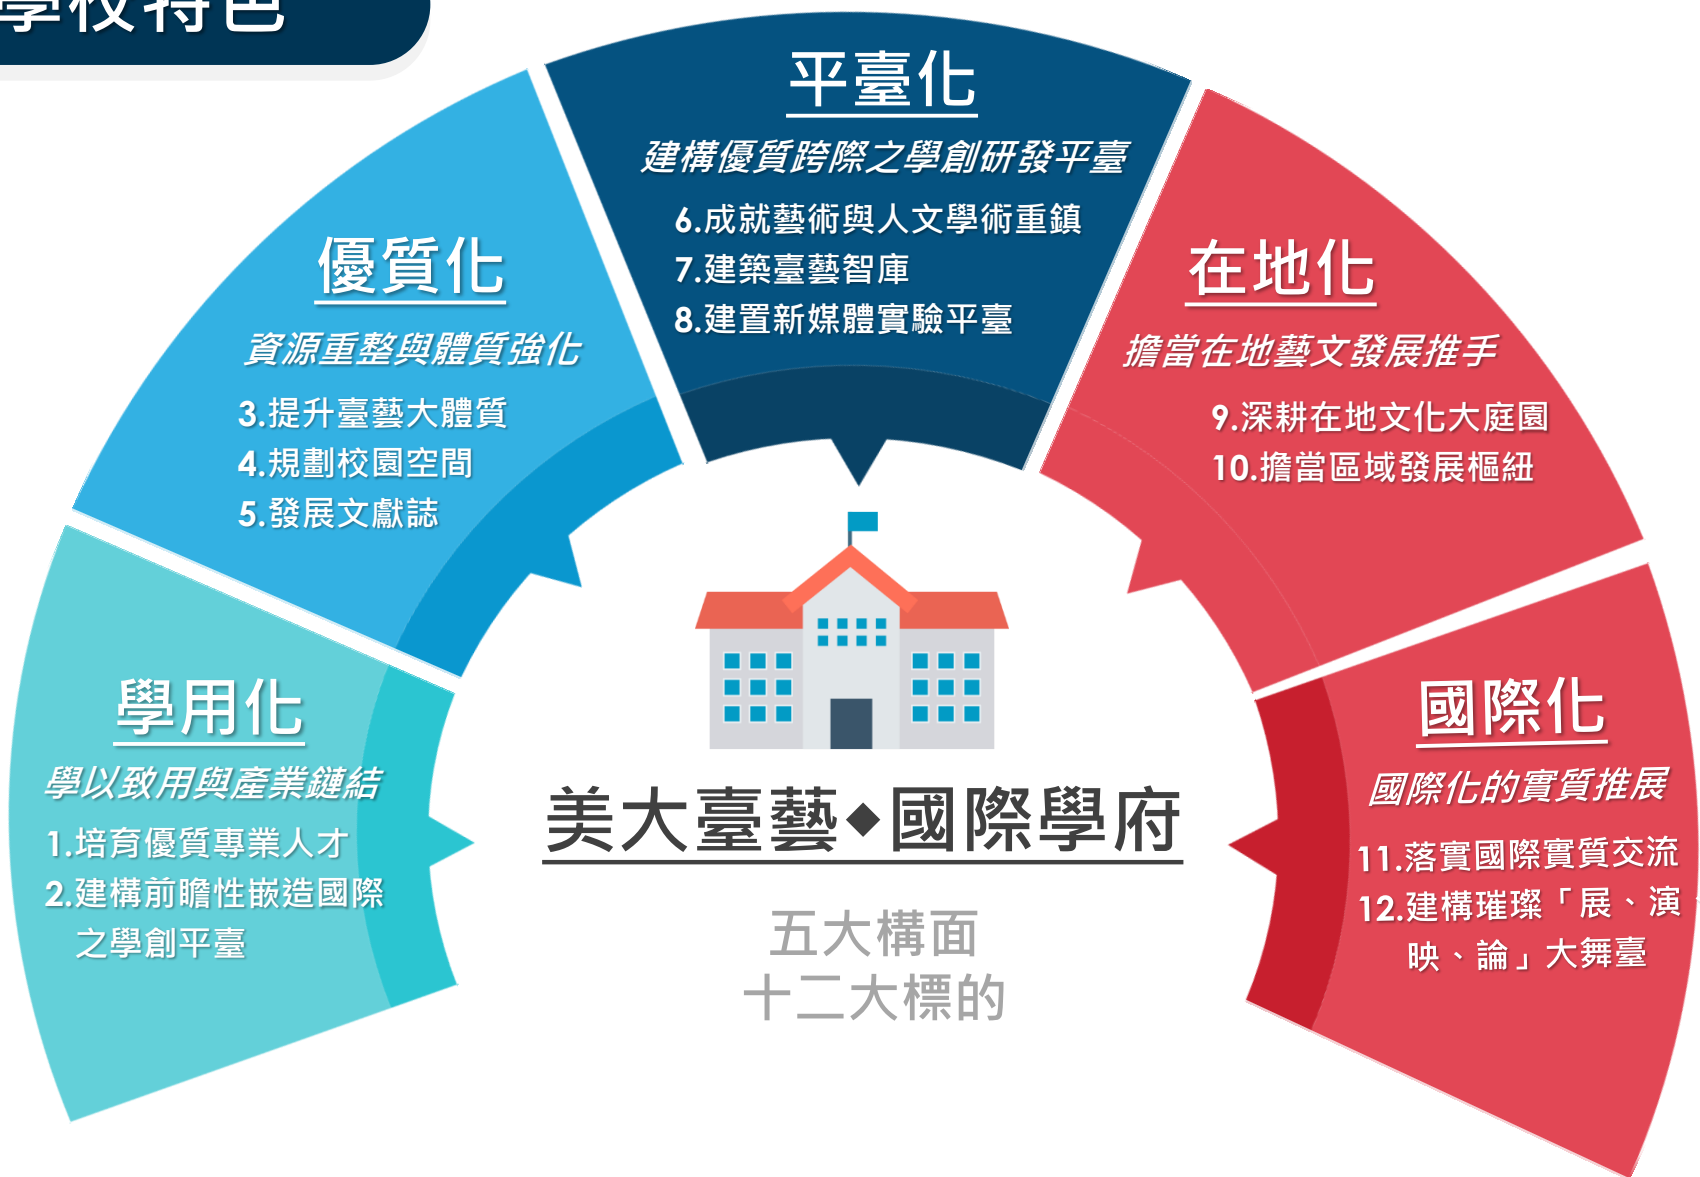 學校特色
學用化
學以致用與產業鏈結
1.培育優質專業人才
2.建構前瞻性嵌造國際
之學創平臺
優質化
資源重整與體質強化
3.提升臺藝大體質
4.規劃校園空間
5.發展文獻誌
平臺化
建構優質跨際之學創研發平臺
6.成就藝術與人文學術重鎮
7.建築臺藝智庫
8.建置新媒體實驗平臺
在地化
擔當在地藝文發展推手
9.深耕在地文化大庭園
10.擔當區域發展樞紐
國際化
國際化的實質推展
11.落實國際實質交流
12.建構璀璨「展、演、
映、論」大舞臺
美大臺藝◆國際學府
五大構面
十二大標的